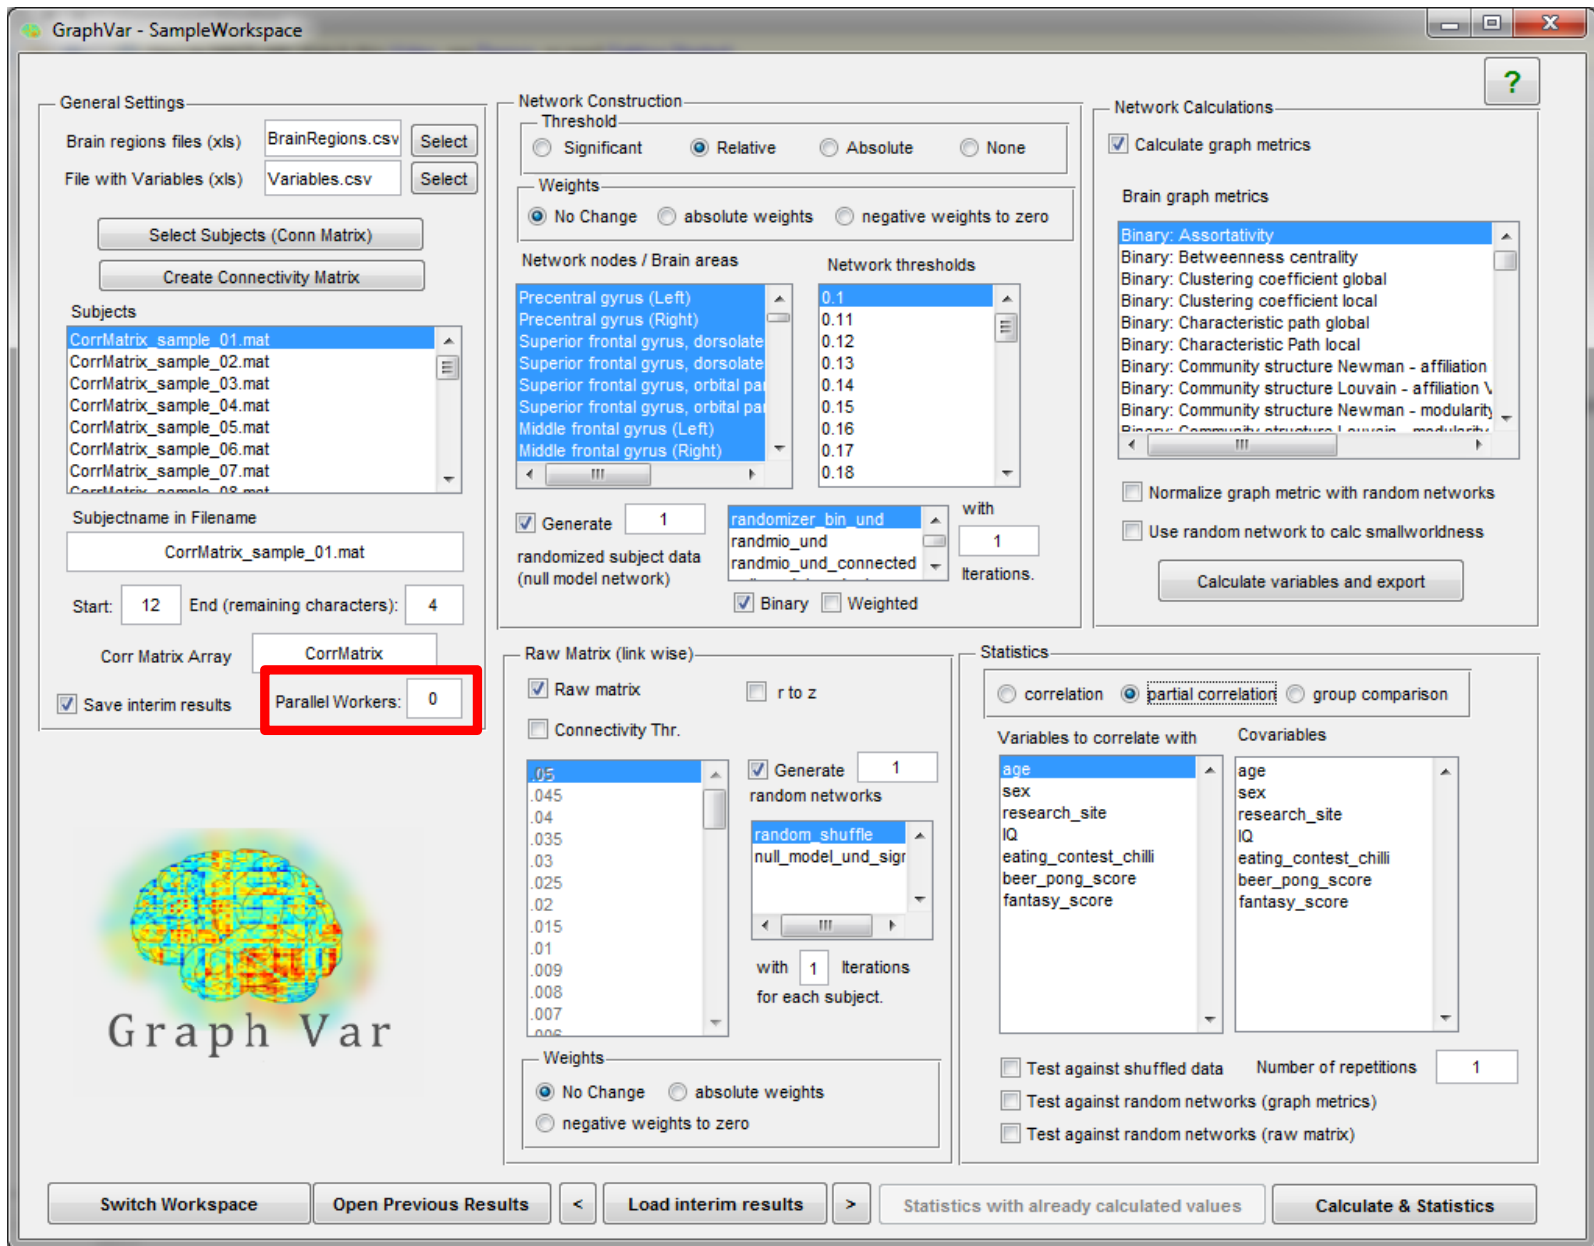 GraphVar - SampleWorkspace
?
General Settings
Brain regions files (xls)
BrainRegions.csv
Select
File with Variables (xls)
Variables.csv
Select
Select Subjects (Conn Matrix)
Create Connectivity Matrix
Subjects
CorrMatrix_sample_01.mat
CorrMatrix_sample_02.mat
CorrMatrix_sample_03.mat
CorrMatrix_sample_04.mat
CorrMatrix_sample_05.mat
CorrMatrix_sample_06.mat
CorrMatrix_sample_07.mat
CorrMatrix_sample_08.mat
Subjectname in Filename
CorrMatrix_sample_01.mat
Start:
12
End (remaining characters):
4
Corr Matrix Array
CorrMatrix
Save interim results
Parallel Workers:
0
Graph Var
Network Construction
Threshold
Significant
Relative
Absolute
None
Weights
No Change
absolute weights
negative weights to zero
Network nodes / Brain areas
Precentral gyrus (Left)
Precentral gyrus (Right)
Superior frontal gyrus, dorsolate
Superior frontal gyrus, dorsolate
Superior frontal gyrus, orbital par
Superior frontal gyrus, orbital par
Middle frontal gyrus (Left)
Middle frontal gyrus (Right)
Network thresholds
0.1
0.11
0.12
0.13
0.14
0.15
0.16
0.17
0.18
Generate
1
randomized subject data
(null model network)
randomizer_bin_und
randmio_und
randmio_und_connected
with
1
Iterations.
Binary
Weighted
Raw Matrix (link wise)
Raw matrix
r to z
Connectivity Thr.
.05
.045
.04
.035
.03
.025
.02
.015
.01
.009
.008
.007
.006
Generate
1
random networks
random_shuffle
null_model_und_sigr
with
1
Iterations
for each subject.
Weights
No Change
absolute weights
negative weights to zero
Network Calculations
Calculate graph metrics
Brain graph metrics
Binary: Assortativity
Binary: Betweenness centrality
Binary: Clustering coefficient global
Binary: Clustering coefficient local
Binary: Characteristic path global
Binary: Characteristic Path local
Binary: Community structure Newman - affiliation
Binary: Community structure Louvain - affiliation V
Binary: Community structure Newman - modularity
Binary: Community structure Louvain - modularity
Normalize graph metric with random networks
Use random network to calc smallworldness
Calculate variables and export
Statistics
correlation
partial correlation
group comparison
Variables to correlate with
age
sex
research_site
IQ
eating_contest_chilli
beer_pong_score
fantasy_score
Covariables
age
sex
research_site
IQ
eating_contest_chilli
beer_pong_score
fantasy_score
Test against shuffled data
Number of repetitions
1
Test against random networks (graph metrics)
Test against random networks (raw matrix)
Switch Workspace
Open Previous Results
<
Load interim results
>
Statistics with already calculated values
Calculate & Statistics